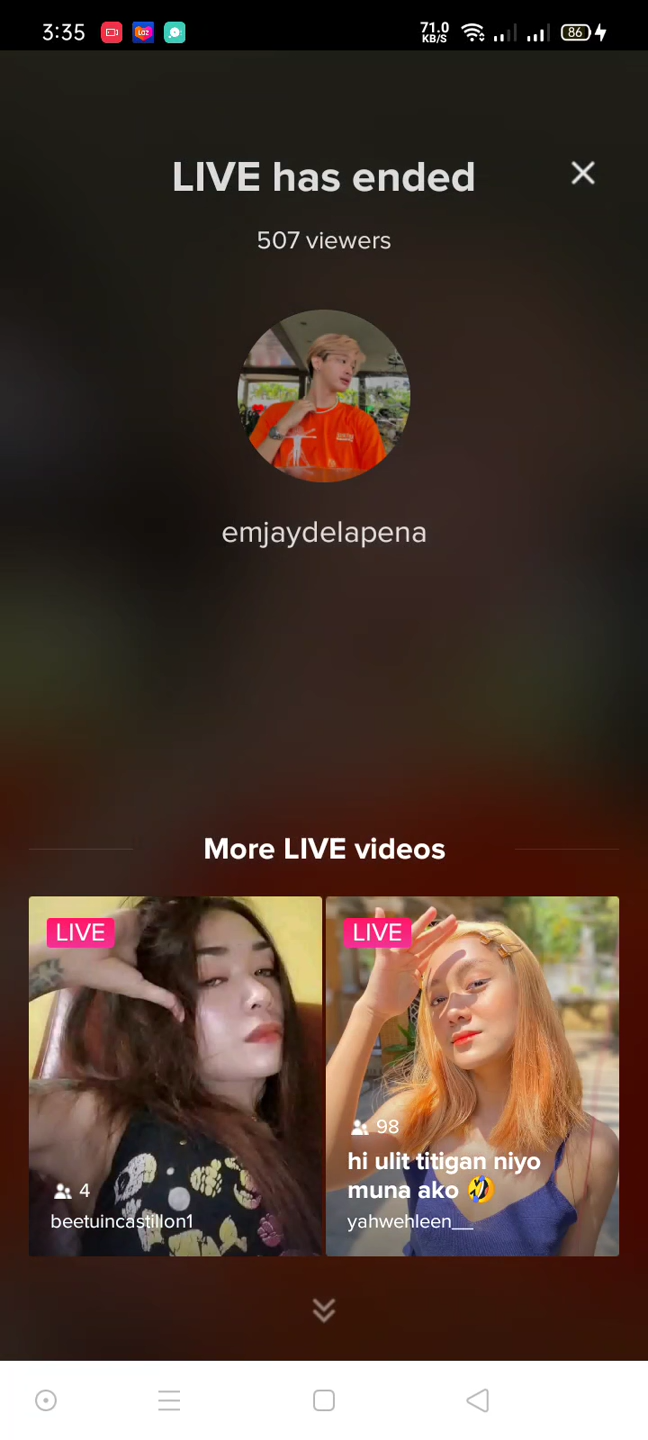 3:35
71.0
KB/S
86
LIVE has ended
507 viewers
emjaydelapena
More LIVE videos
LIVE
LIVE
4
beetuincastillon1
98
hi ulit titigan niyo
muna ako 🤣
yahwehleen__